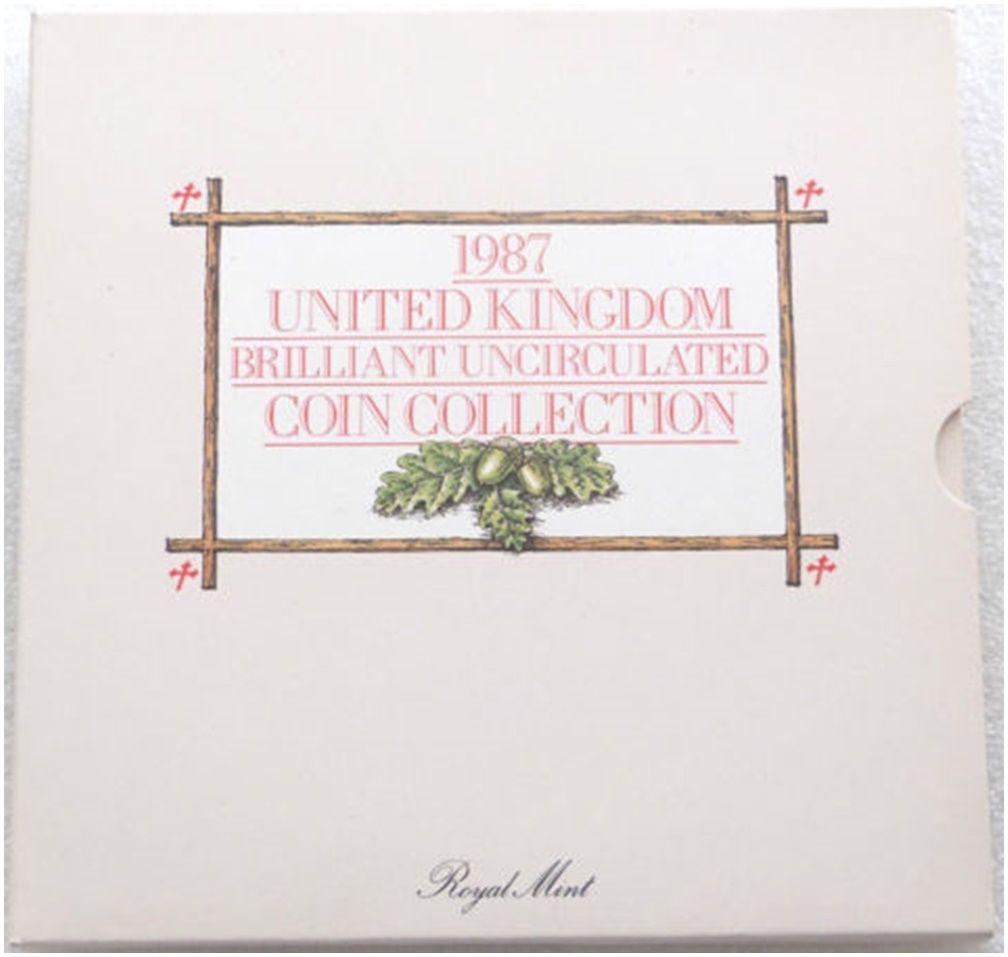 1987
UNITED KINGDOM
BRILLIANT UNCIRCULATED
COIN COLLECTION
Royal Mint